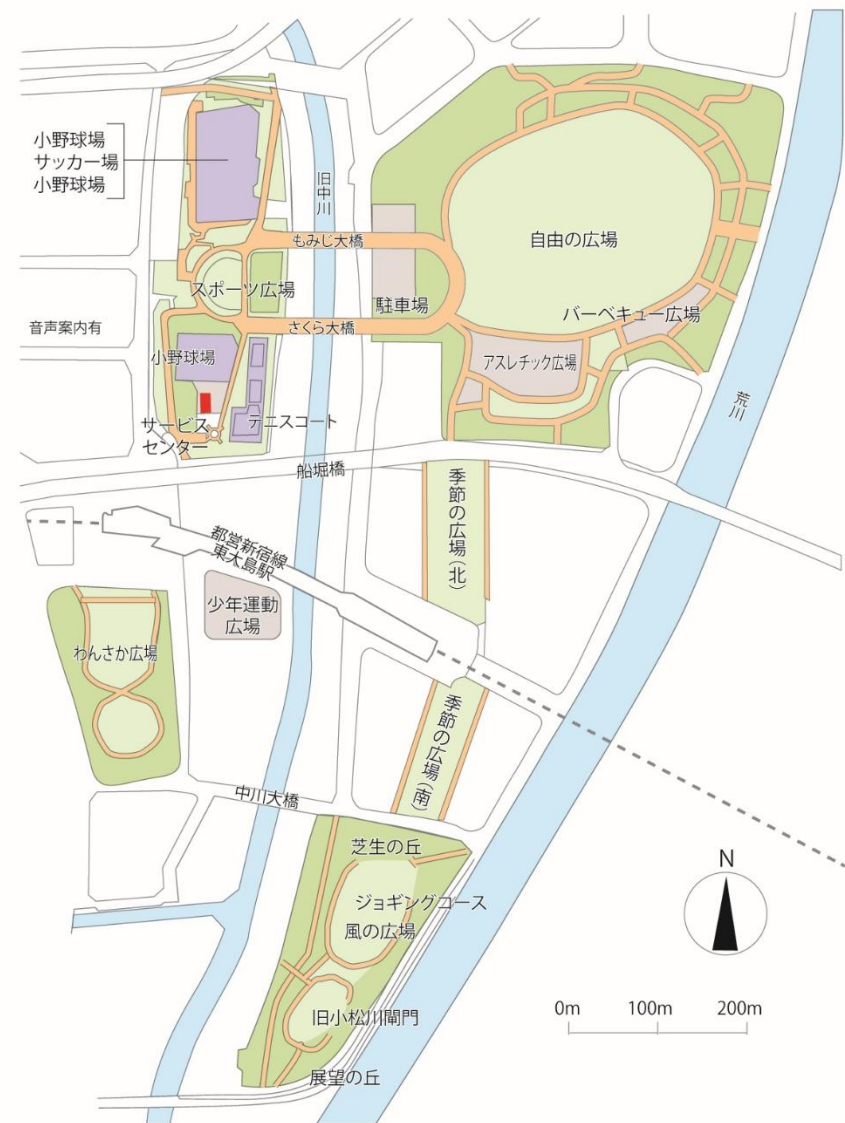 小野球場
サッカー場
小野球場
旧中川
もみじ大橋
自由の広場
スポーツ広場
駐車場
バーベキュー広場
音声案内有
さくら大橋
小野球場
アスレチック広場
荒川
テニスコート
サービス
センター
船堀橋
季節の広場(北)
都営新宿線
東大島駅
少年運動
広場
わんさか広場
季節の広場(南)
中川大橋
芝生の丘
N
ジョギングコース
風の広場
0m 100m 200m
旧小松川閘門
展望の丘